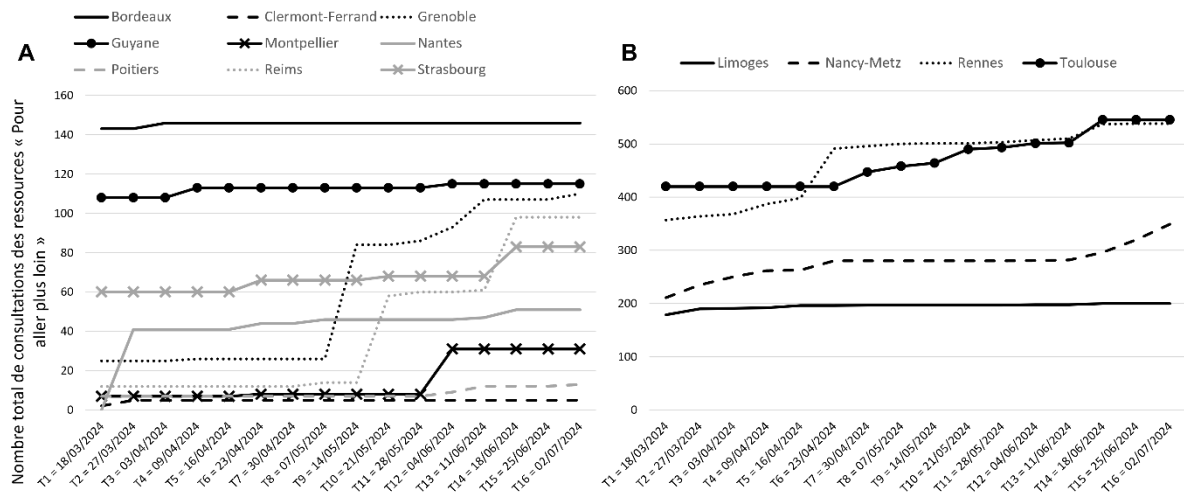 Bordeaux Clermont-Ferrand Grenoble
Guyane Montpellier Nantes
Poitiers Reims Strasbourg
A
Nombre total de consultations des ressources « Pour
aller plus loin »
160
140
120
100
80
60
40
20
0
T1 = 18/03/2024
T2 = 27/03/2024
T3 = 03/04/2024
T4 = 09/04/2024
T5 = 16/04/2024
T6 = 23/04/2024
T7 = 30/04/2024
T8 = 07/05/2024
T9 = 14/05/2024
T10 = 21/05/2024
T11 = 28/05/2024
T12 = 04/06/2024
T13 = 11/06/2024
T14 = 18/06/2024
T15 = 25/06/2024
T16 = 02/07/2024
B
Limoges Nancy-Metz Rennes Toulouse
600
500
400
300
200
100
0
T1 = 18/03/2024
T2 = 27/03/2024
T3 = 03/04/2024
T4 = 09/04/2024
T5 = 16/04/2024
T6 = 23/04/2024
T7 = 30/04/2024
T8 = 07/05/2024
T9 = 14/05/2024
T10 = 21/05/2024
T11 = 28/05/2024
T12 = 04/06/2024
T13 = 11/06/2024
T14 = 18/06/2024
T15 = 25/06/2024
T16 = 02/07/2024